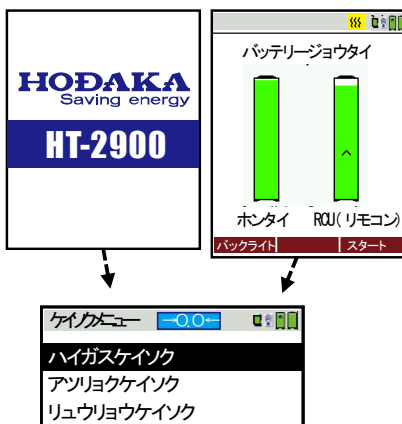 HODAKA
Saving energy
HT-2900
バッテリージョウタイ
ホンタイ RCU(リモコン)
バックライト スタート
ケイソクメニュー →0.0←
ハイガスケイソク
アツリョクケイソク
リュウリョウケイソク